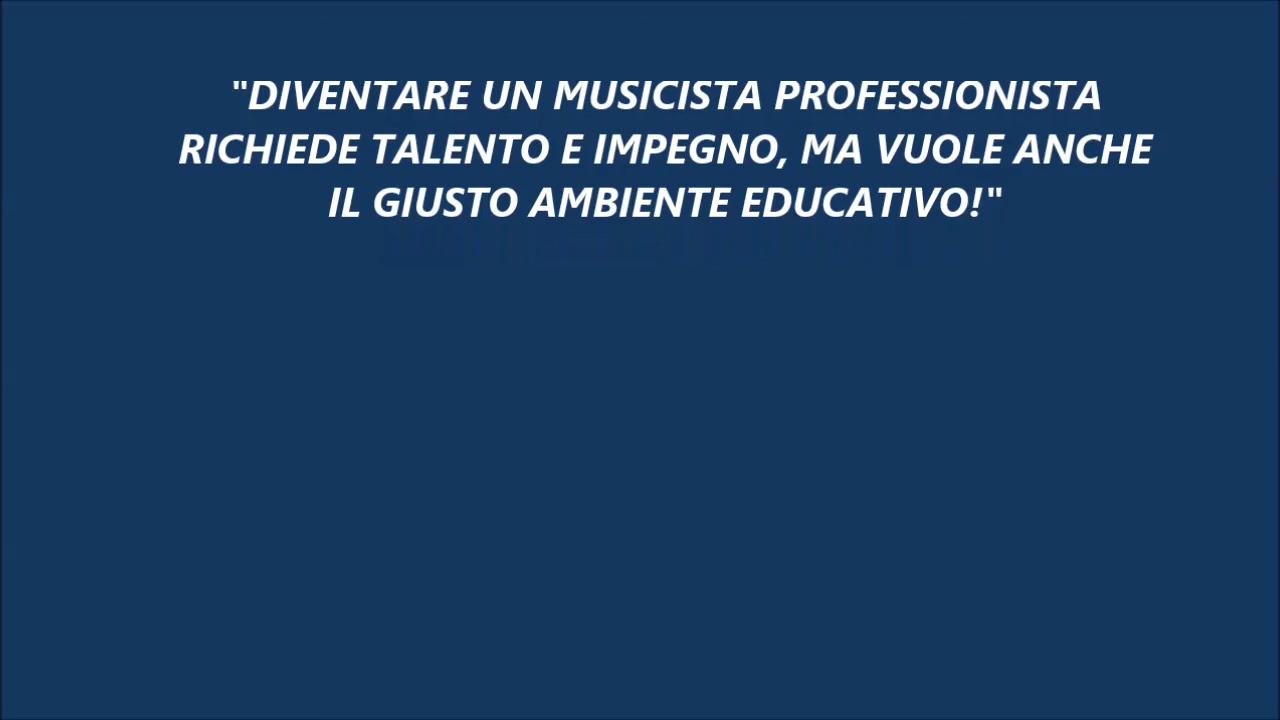 "DIVENTARE UN MUSICISTA PROFESSIONISTA
RICHIEDE TALENTO E IMPEGNO, MA VUOLE ANCHE
IL GIUSTO AMBIENTE EDUCATIVO!"